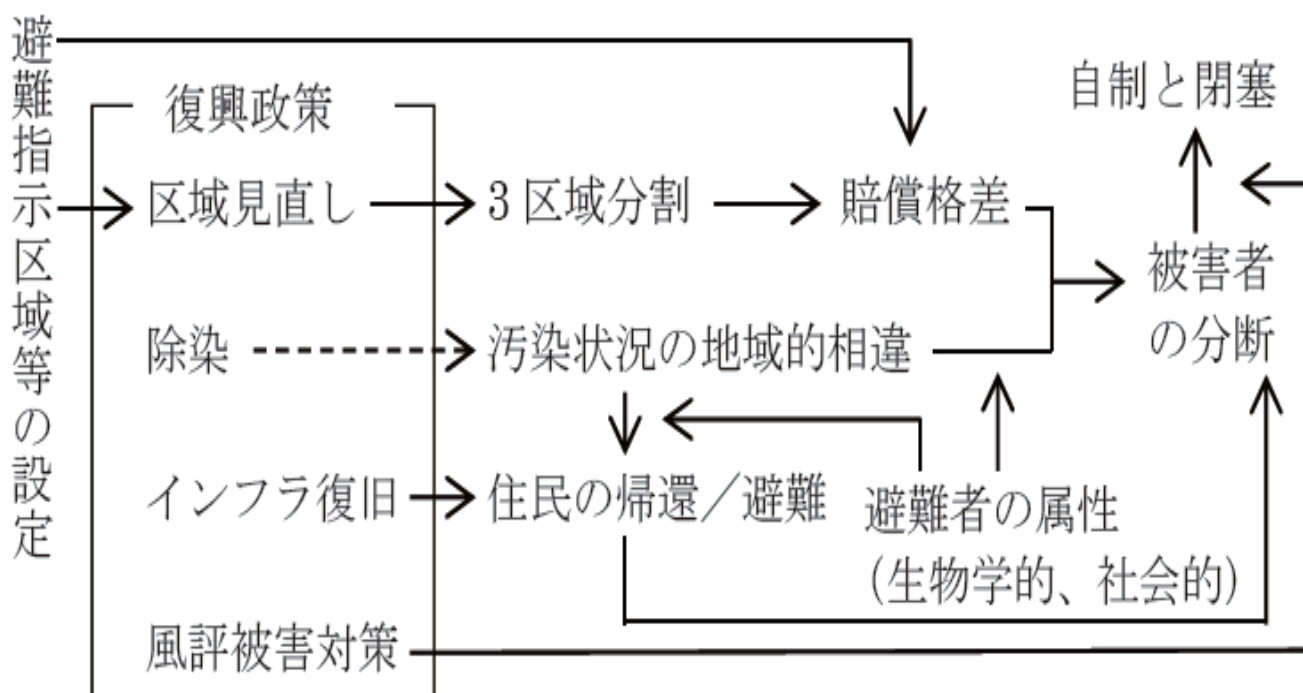 避難指示区域等の設定
復興政策
自制と閉塞
区域見直し
3区域分割
賠償格差
被害者
の分断
除染
汚染状況の地域的相違
インフラ復旧
住民の帰還／避難
避難者の属性
(生物学的、社会的)
風評被害対策